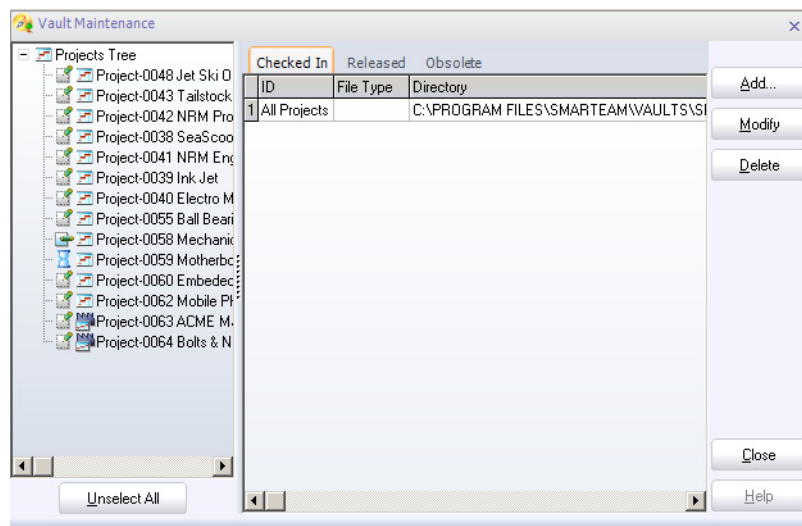 Vault Maintenance
Projects Tree
Project-0048 Jet Ski O
Project-0043 Tailstock
Project-0042 NRM Pro
Project-0038 SeaScoo
Project-0041 NRM Eng
Project-0039 Ink Jet
Project-0040 Electro M
Project-0055 Ball Beari
Project-0058 Mechanic
Project-0059 Motherbc
Project-0060 Embedec
Project-0062 Mobile Ph
Project-0063 ACME M
Project-0064 Bolts & N
Unselect All
Checked In Released Obsolete
ID File Type Directory
1 All Projects C:\PROGRAM FILES\SMARTEAM\VAULTS\S
Add...
Modify
Delete
Close
Help